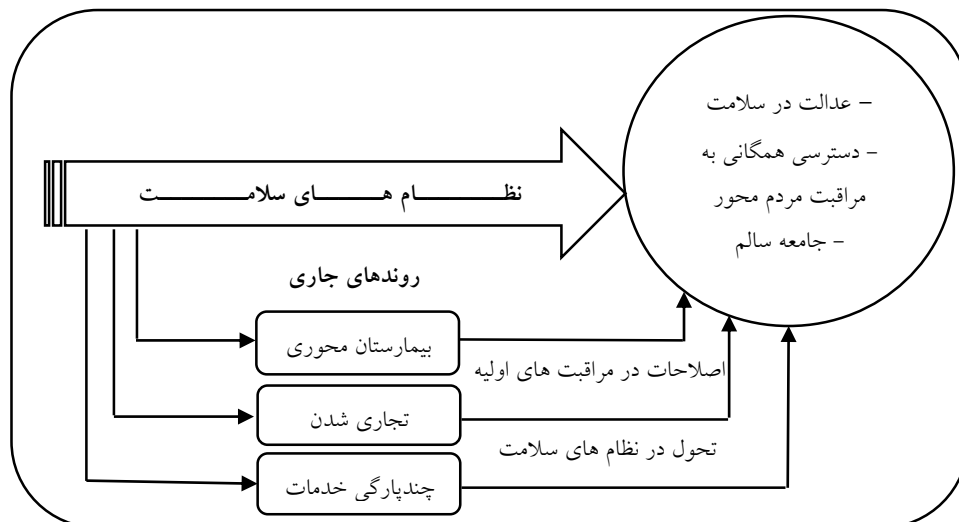 – عدالت در سلامت
– دسترسی همگانی به
مراقبت مردم محور
– جامعه سالم
نظـــــام هـــــای سلامـــــــت
روندهای جاری
بیمارستان محوری
اصلاحات در مراقبت های اولیه
تجاری شدن
تحول در نظام های سلامت
چندپارگی خدمات